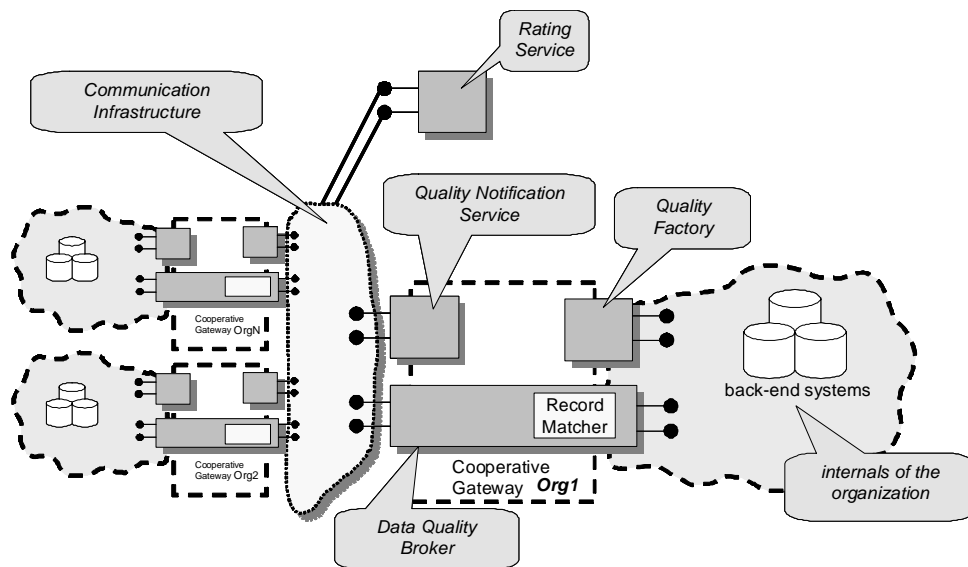 Rating
Service
Communication
Infrastructure
Quality Notification
Service
Quality
Factory
Cooperative
Gateway OrgN
back-end systems
Record
Matcher
Cooperative
Gateway Org2
Cooperative
Gateway Org1
internals of the
organization
Data Quality
Broker